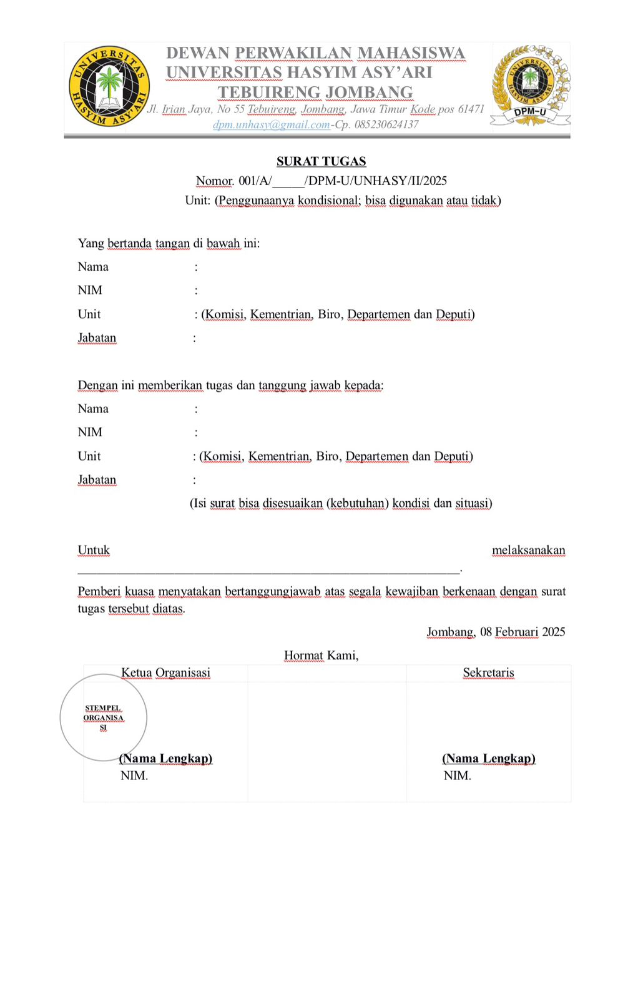 DEWAN PERWAKILAN MAHASISWA
UNIVERSITAS HASYIM ASY’ARI
TEBUIRENG JOMBANG
Jl. Irian Jaya, No 55 Tebuireng, Jombang, Jawa Timur Kode pos 61471
dpm.unhasy@gmail.com-Cp. 085230624137
UNIVERSITAS
HASYIM ASY'ARI
UNIVERSITAS
HASYIM ASY'ARI
DPM
DPM-U
SURAT TUGAS
Nomor. 001/A/_____/DPM-U/UNHASY/II/2025
Unit: (Penggunaanya kondisional; bisa digunakan atau tidak)
Yang bertanda tangan di bawah ini:
Nama :
NIM :
Unit : (Komisi, Kementrian, Biro, Departemen dan Deputi)
Jabatan :
Dengan ini memberikan tugas dan tanggung jawab kepada:
Nama :
NIM :
Unit : (Komisi, Kementrian, Biro, Departemen dan Deputi)
Jabatan :
(Isi surat bisa disesuaikan (kebutuhan) kondisi dan situasi)
Untuk melaksanakan
___________________________________________________________.
Pemberi kuasa menyatakan bertanggungjawab atas segala kewajiban berkenaan dengan surat
tugas tersebut diatas.
Jombang, 08 Februari 2025
Hormat Kami,
Ketua Organisasi Sekretaris
STEMPEL
ORGANISA
SI
(Nama Lengkap) (Nama Lengkap)
NIM. NIM.